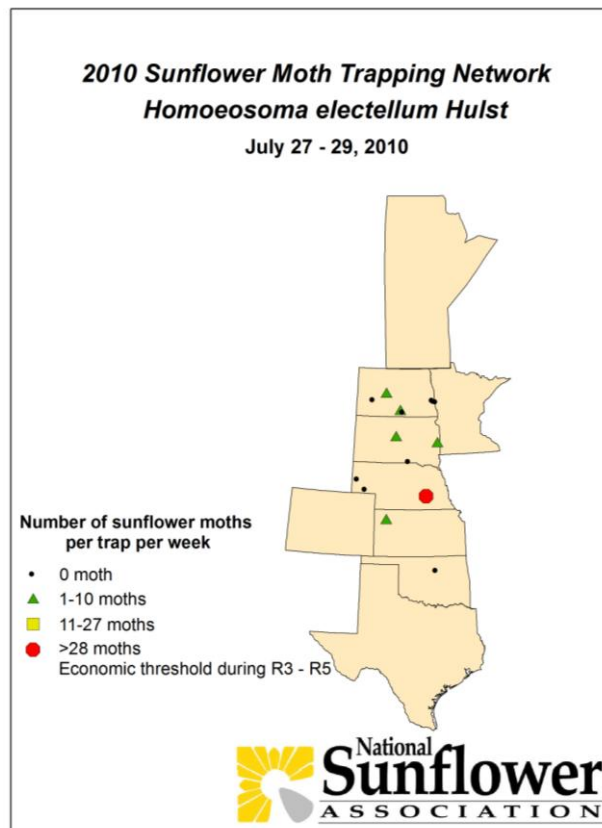 2010 Sunflower Moth Trapping Network
Homoeosoma electellum Hulst
July 27 - 29, 2010
Number of sunflower moths
per trap per week
0 moth
1-10 moths
11-27 moths
>28 moths
Economic threshold during R3 - R5
National
Sunflower
ASSOCIATION